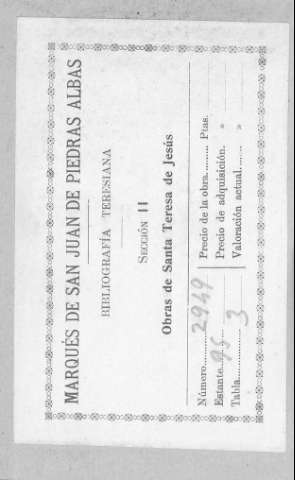 MARQUÉS DE SAN JUAN DE PIEDRAS ALBAS
BIBLIOGRAFÍA TERESIANA
SECCIÓN II
Obras de Santa Teresa de Jesús
Número........ 2949 Precio de la obra......... Ptas.
Estante........ 95 Precio de adquisición. »
Tabla............ 3 Valoración actual...... »